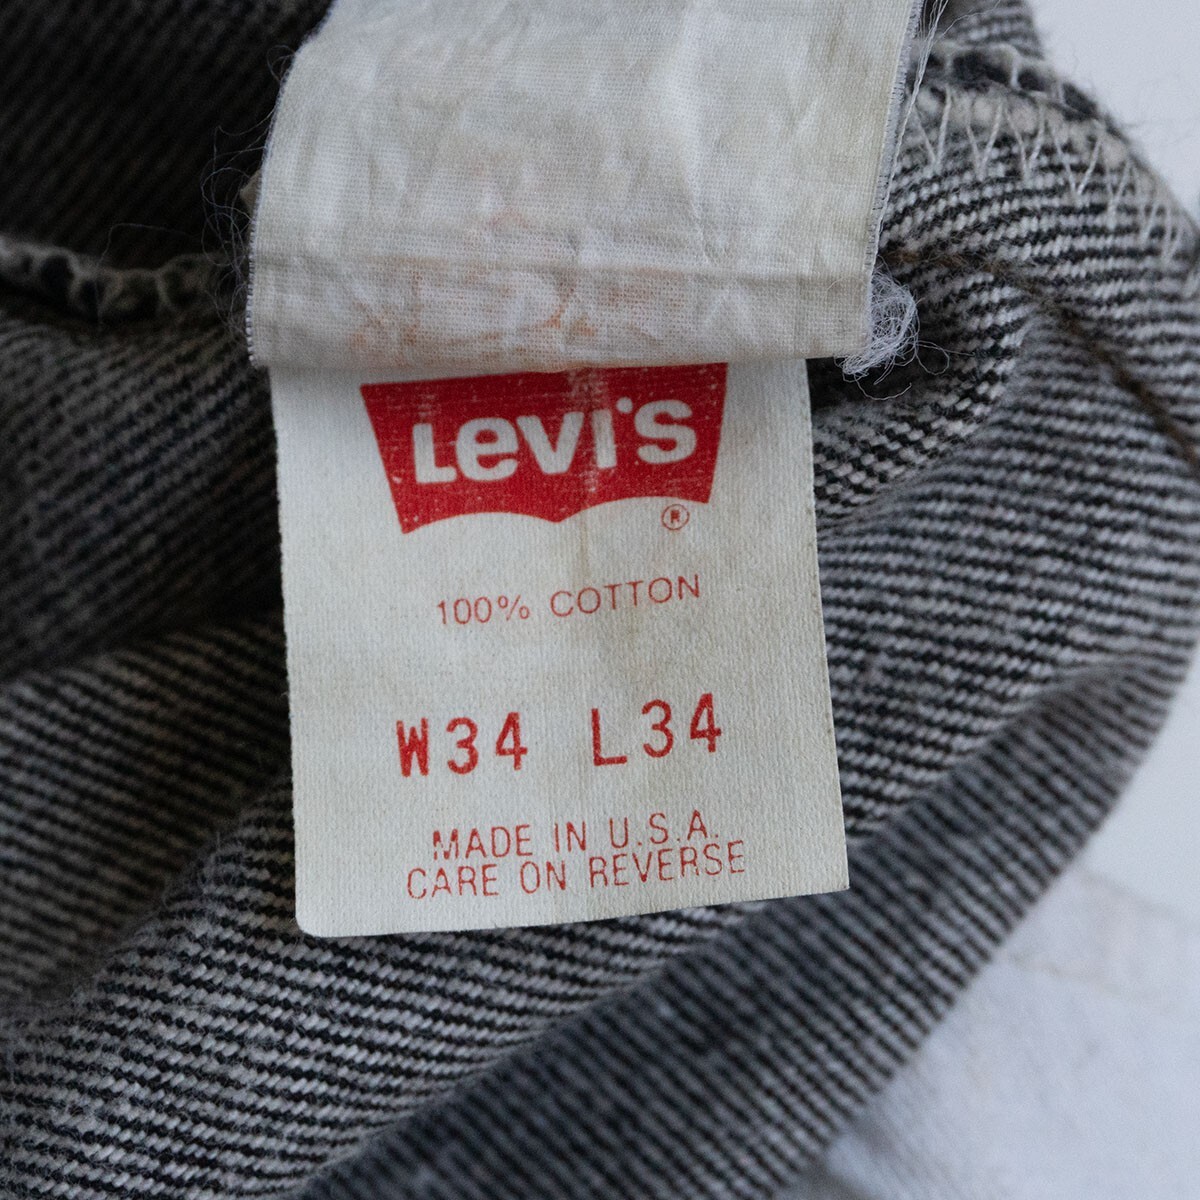 Levi's
®
100% COTTON
W34 L34
MADE IN U.S.A.
CARE ON REVERSE